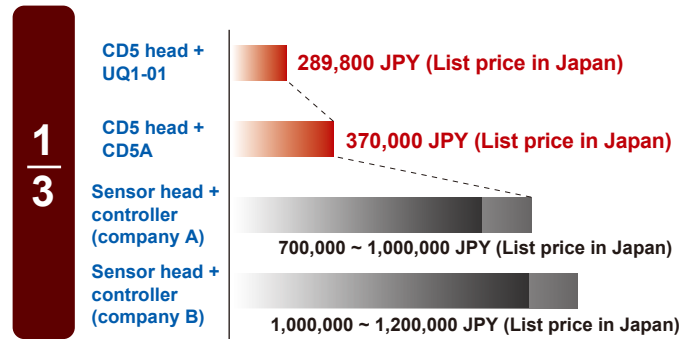 1
3
CD5 head +
UQ1-01
289,800 JPY (List price in Japan)
CD5 head +
CD5A
370,000 JPY (List price in Japan)
Sensor head +
controller
(company A)
700,000 ~ 1,000,000 JPY (List price in Japan)
Sensor head +
controller
(company B)
1,000,000 ~ 1,200,000 JPY (List price in Japan)